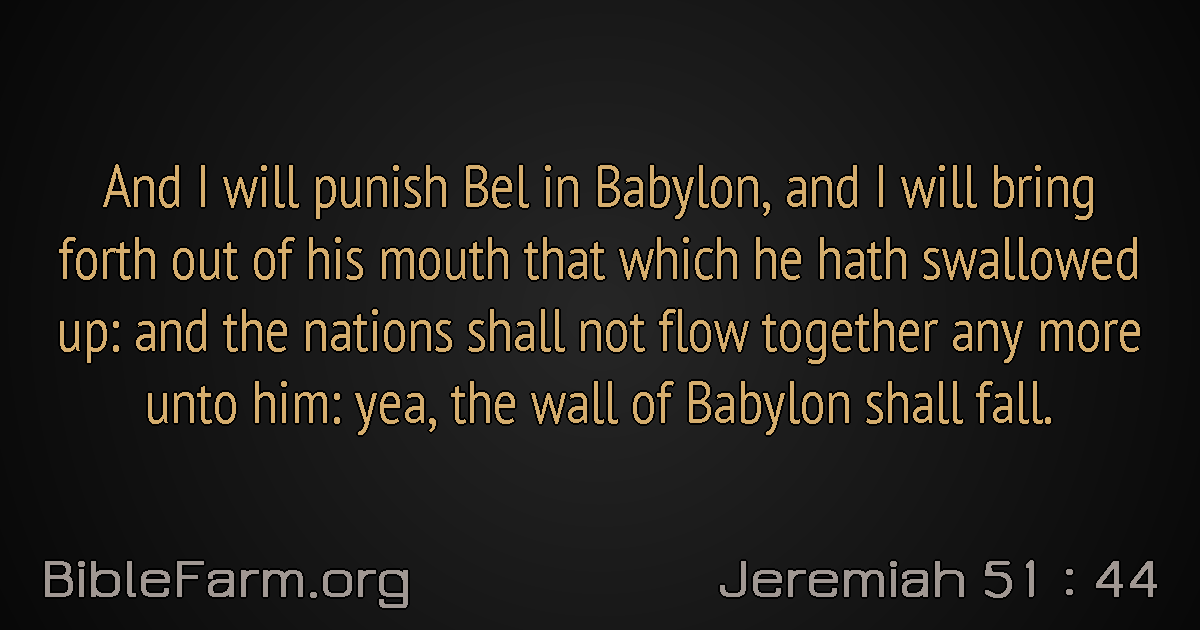 And I will punish Bel in Babylon, and I will bring
forth out of his mouth that which he hath swallowed
up: and the nations shall not flow together any more
unto him: yea, the wall of Babylon shall fall.
BibleFarm.org
Jeremiah 51 : 44